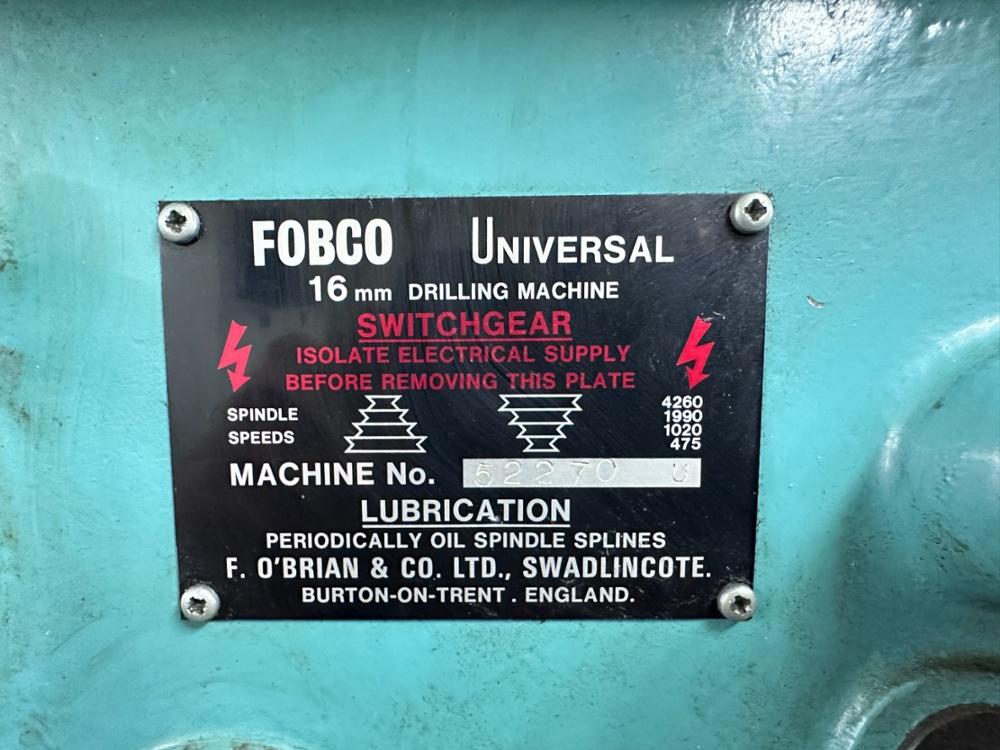 FOBCO UNIVERSAL
16 mm DRILLING MACHINE
SWITCHGEAR
ISOLATE ELECTRICAL SUPPLY
BEFORE REMOVING THIS PLATE
SPINDLE
SPEEDS
4260
1990
1020
475
MACHINE No. 52270 U
LUBRICATION
PERIODICALLY OIL SPINDLE SPLINES
F. O'BRIAN & CO. LTD., SWADLINCOTE.
BURTON-ON-TRENT . ENGLAND.